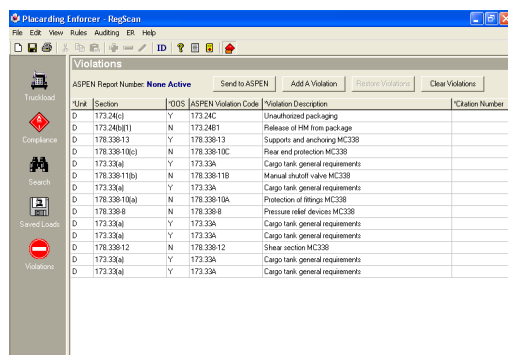 Placarding Enforcer - RegScan
File Edit View Rules Auditing ER Help
ID
Violations
ASPEN Report Number: None Active Send to ASPEN Add A Violation Restore Violations Clear Violations
Truckload
Compliance
Search
Saved Loads
Violations
*Unit Section *OOS ASPEN Violation Code *Violation Description *Citation Number
D 173.24(c) Y 173.24C Unauthorized packaging
D 173.24(b)(1) N 173.24B1 Release of HM from package
D 178.338-13 Y 178.338-13 Supports and anchoring MC338
D 178.338-10(c) N 178.338-10C Rear end protection MC338
D 173.33(a) Y 173.33A Cargo tank general requirements
D 178.338-11(b) N 178.338-11B Manual shutoff valve MC338
D 173.33(a) Y 173.33A Cargo tank general requirements
D 178.338-10(a) N 178.338-10A Protection of fittings MC338
D 178.338-8 N 178.338-8 Pressure relief devices MC338
D 173.33(a) Y 173.33A Cargo tank general requirements
D 173.33(a) Y 173.33A Cargo tank general requirements
D 178.338-12 N 178.338-12 Shear section MC338
D 173.33(a) Y 173.33A Cargo tank general requirements